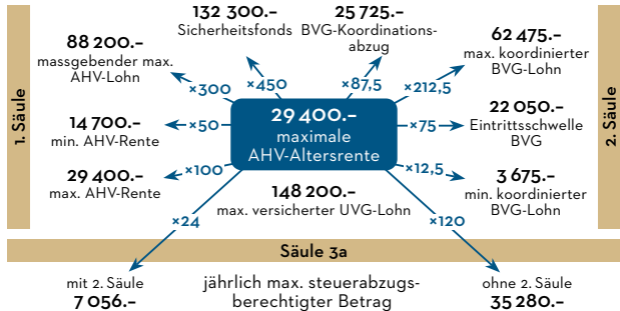 132 300.–
Sicherheitsfonds
25 725.–
BVG-Koordinations-
abzug
88 200.–
massgebender max.
AHV-Lohn
62 475.–
max. koordinierter
BVG-Lohn
×300
×450
×87,5
×212,5
1. Säule
14 700.–
min. AHV-Rente
×50
29 400.–
maximale
AHV-Altersrente
×75
22 050.–
Eintrittsschwelle
BVG
2. Säule
29 400.–
max. AHV-Rente
×100
×12,5
3 675.–
min. koordinierter
BVG-Lohn
148 200.–
max. versicherter UVG-Lohn
×24
×120
Säule 3a
mit 2. Säule
7 056.–
jährlich max. steuerabzugs-
berechtigter Betrag
ohne 2. Säule
35 280.–